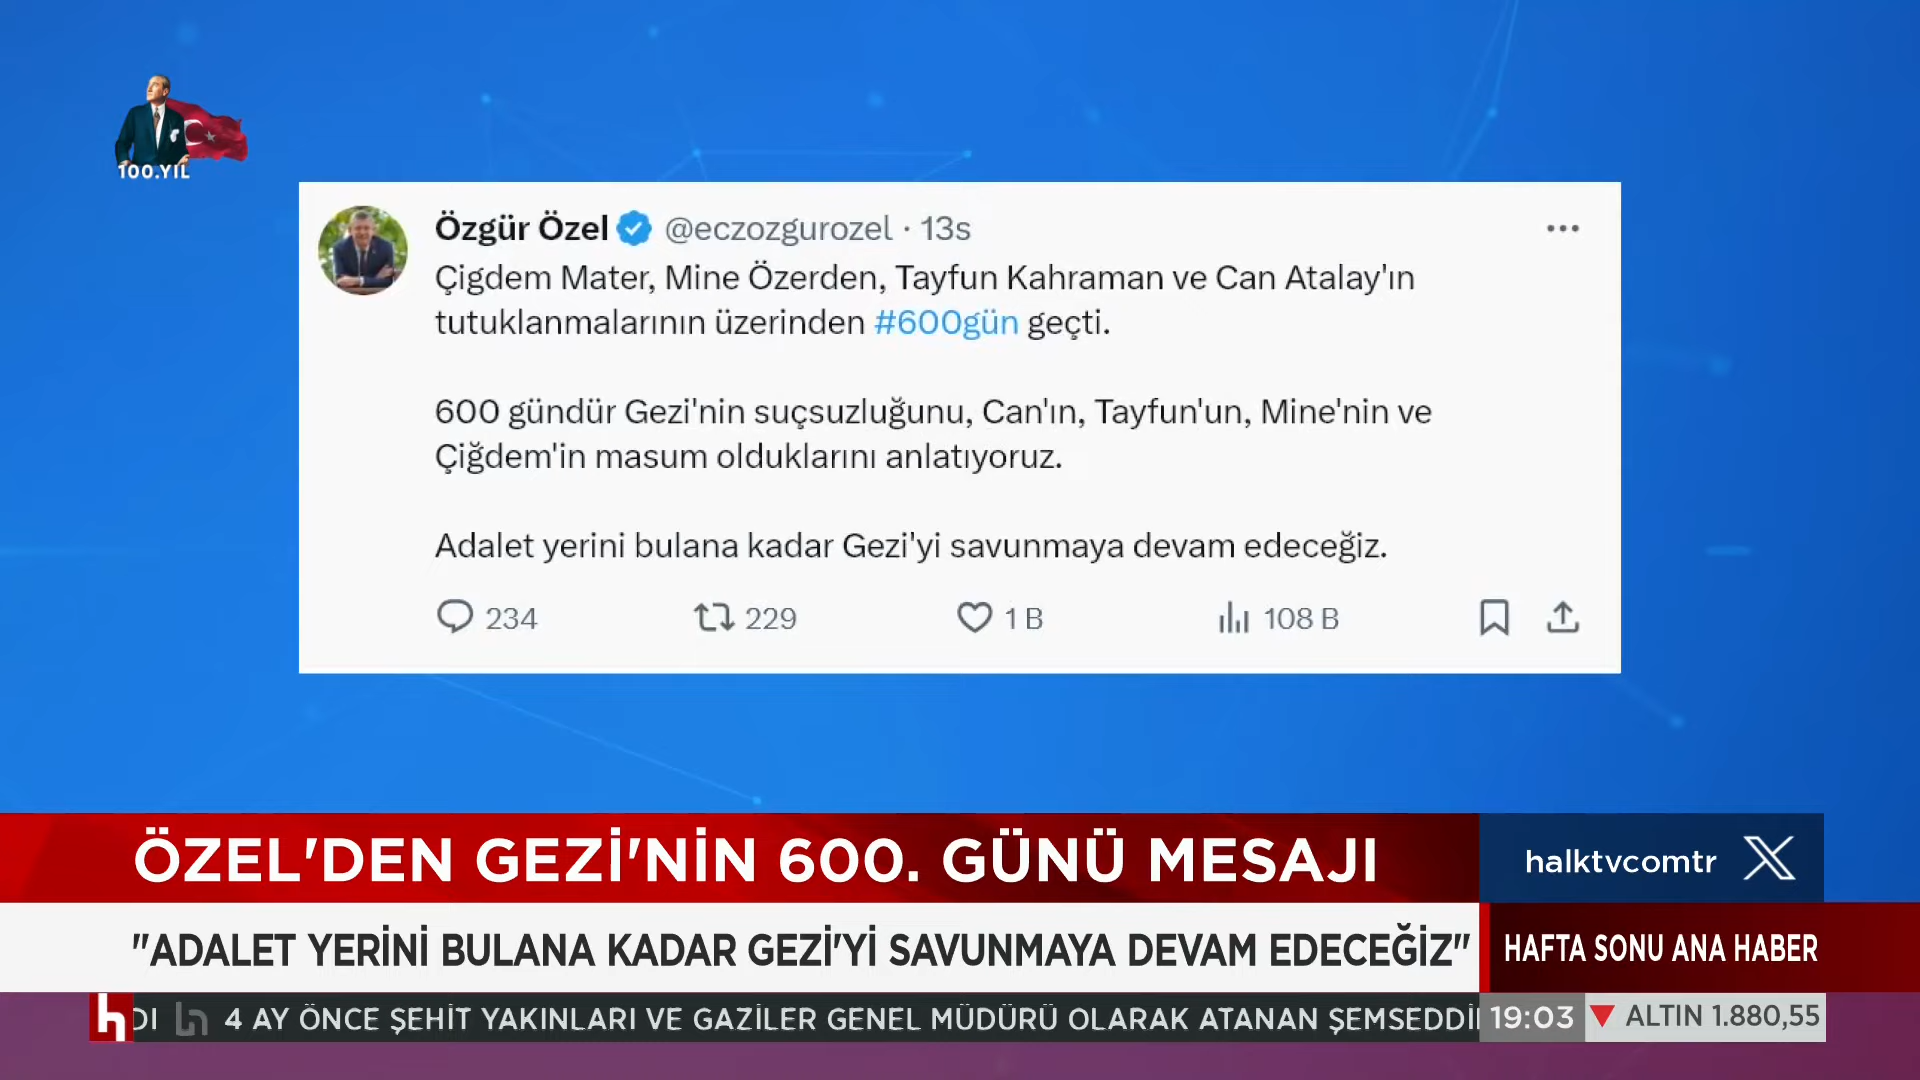 100.YIL
Özgür Özel @eczozgurozel · 13s
Çigdem Mater, Mine Özerden, Tayfun Kahraman ve Can Atalay'ın
tutuklanmalarının üzerinden #600gün geçti.
600 gündür Gezi'nin suçsuzluğunu, Can'ın, Tayfun'un, Mine'nin ve
Çiğdem'in masum olduklarını anlatıyoruz.
Adalet yerini bulana kadar Gezi'yi savunmaya devam edeceğiz.
234 229 1 B 108 B
ÖZEL'DEN GEZİ'NİN 600. GÜNÜ MESAJI
halktvcomtr X
"ADALET YERİNİ BULANA KADAR GEZİ'Yİ SAVUNMAYA DEVAM EDECEĞİZ"
HAFTA SONU ANA HABER
h DI h 4 AY ÖNCE ŞEHİT YAKINLARI VE GAZİLER GENEL MÜDÜRÜ OLARAK ATANAN ŞEMSEDDİ
19:03 ALTIN 1.880,55